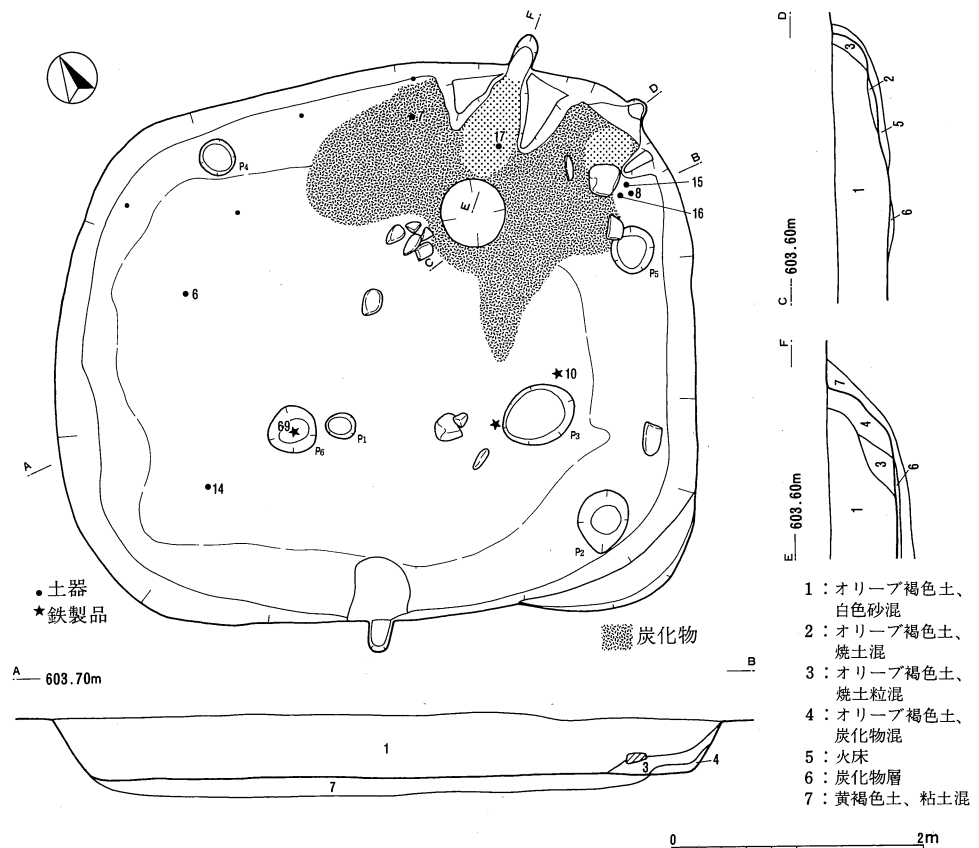 F
D
17
P4
B
15
8
16
E
C
P5
6
10
69
P6
P1
P3
A
14
P2
土器
鉄製品
炭化物
A
603.70m
B
1
3
4
7
D
3
2
5
1
6
C
603.60m
F
7
4
3
6
1
E
603.60m
1:オリーブ褐色土、
白色砂混
2:オリーブ褐色土、
焼土混
3:オリーブ褐色土、
焼土粒混
4:オリーブ褐色土、
炭化物混
5:火床
6:炭化物層
7:黄褐色土、粘土混
0 2m